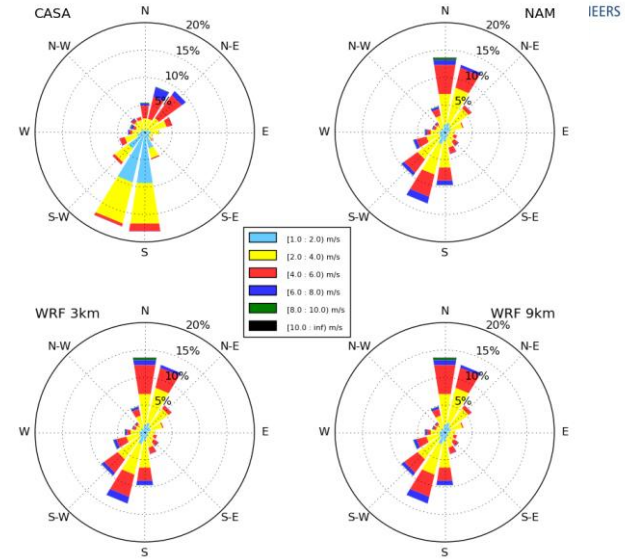 CASA
N
20%
15%
10%
5%
N-W
N-E
W
E
S-W
S-E
S
NAM
IEERS
N
20%
15%
10%
5%
N-W
N-E
W
E
S-W
S-E
S
[1.0 : 2.0) m/s
[2.0 : 4.0) m/s
[4.0 : 6.0) m/s
[6.0 : 8.0) m/s
[8.0 : 10.0) m/s
[10.0 : inf) m/s
WRF 3km
N
20%
15%
10%
5%
N-W
N-E
W
E
S-W
S-E
S
WRF 9km
N
20%
15%
10%
5%
N-W
N-E
W
E
S-W
S-E
S